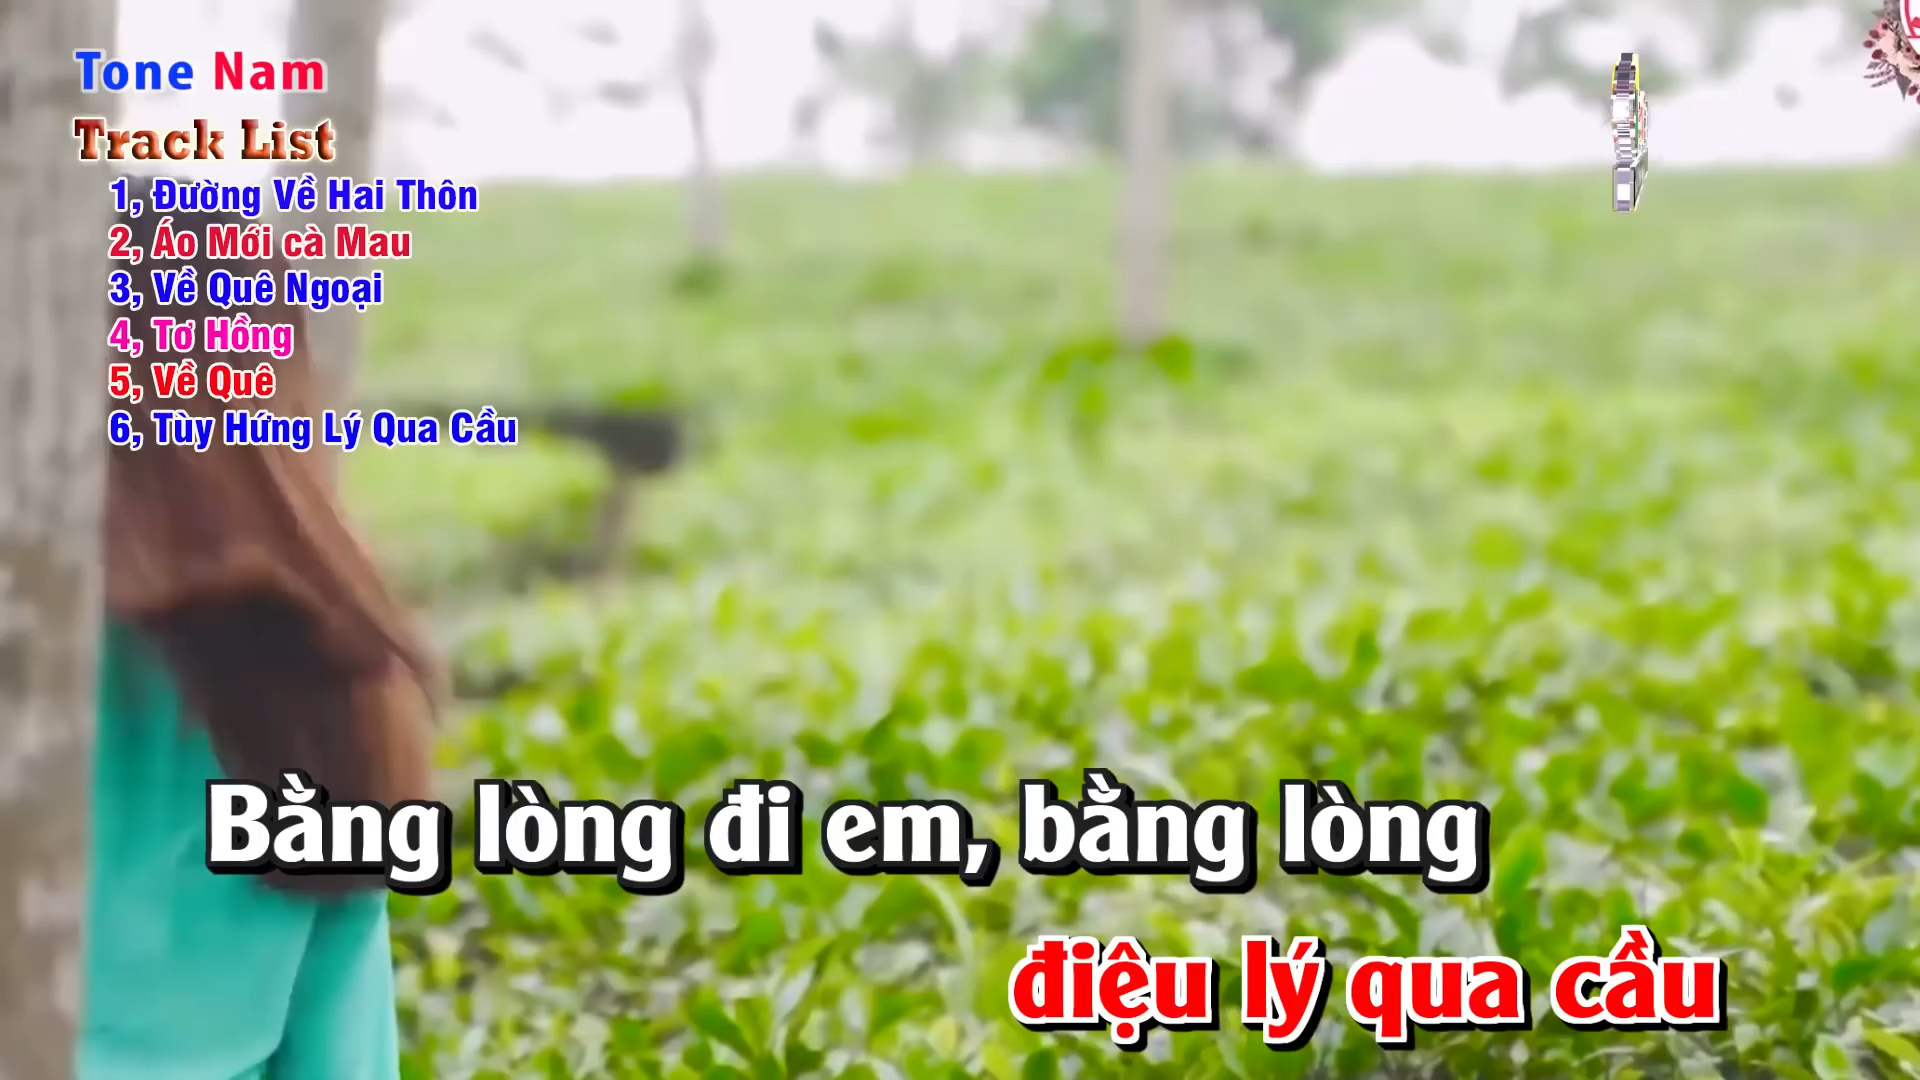 Tone Nam
Track List
1, Đường Về Hai Thôn
2, Áo Mới cà Mau
3, Về Quê Ngoại
4, Tơ Hồng
5, Về Quê
6, Tùy Hứng Lý Qua Cầu
Bằng lòng đi em, bằng lòng
điệu lý qua cầu